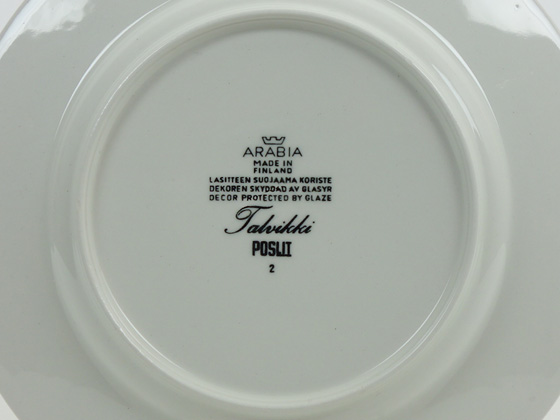 ARABIA
MADE IN
FINLAND
LASITTEEN SUOJAAMA KORISTE
DEKOREN SKYDDAD AV GLASYR
DECOR PROTECTED BY GLAZE
Talvikki
POSLII
2